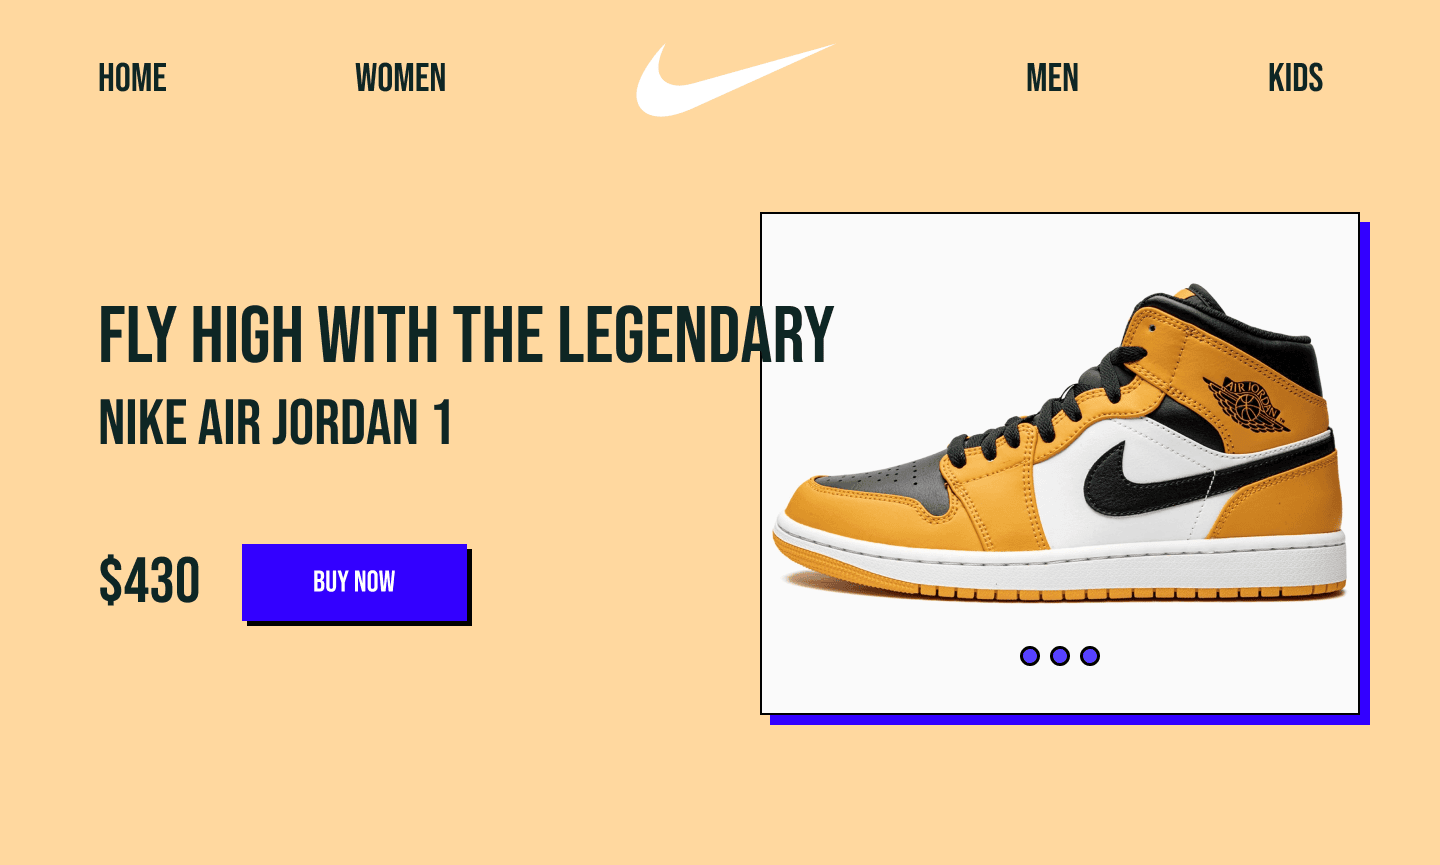 HOME
WOMEN
MEN
KIDS
FLY HIGH WITH THE LEGENDARY
NIKE AIR JORDAN 1
$430
BUY NOW
AIR JORDAN